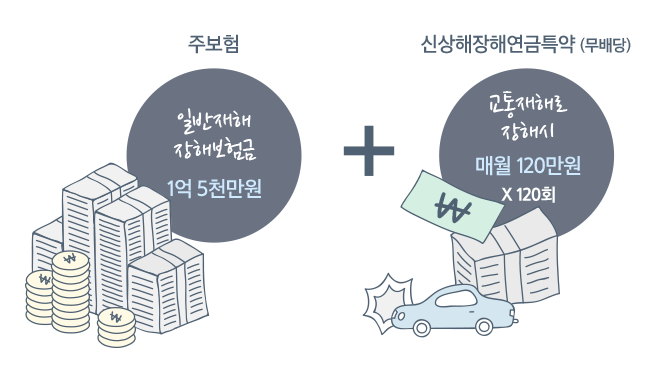 주보험
일반재해
장해보험금
1억 5천만원
+
신상해장해연금특약 (무배당)
교통재해로
장해시
매월 120만원
X 120회
₩
₩
₩
₩